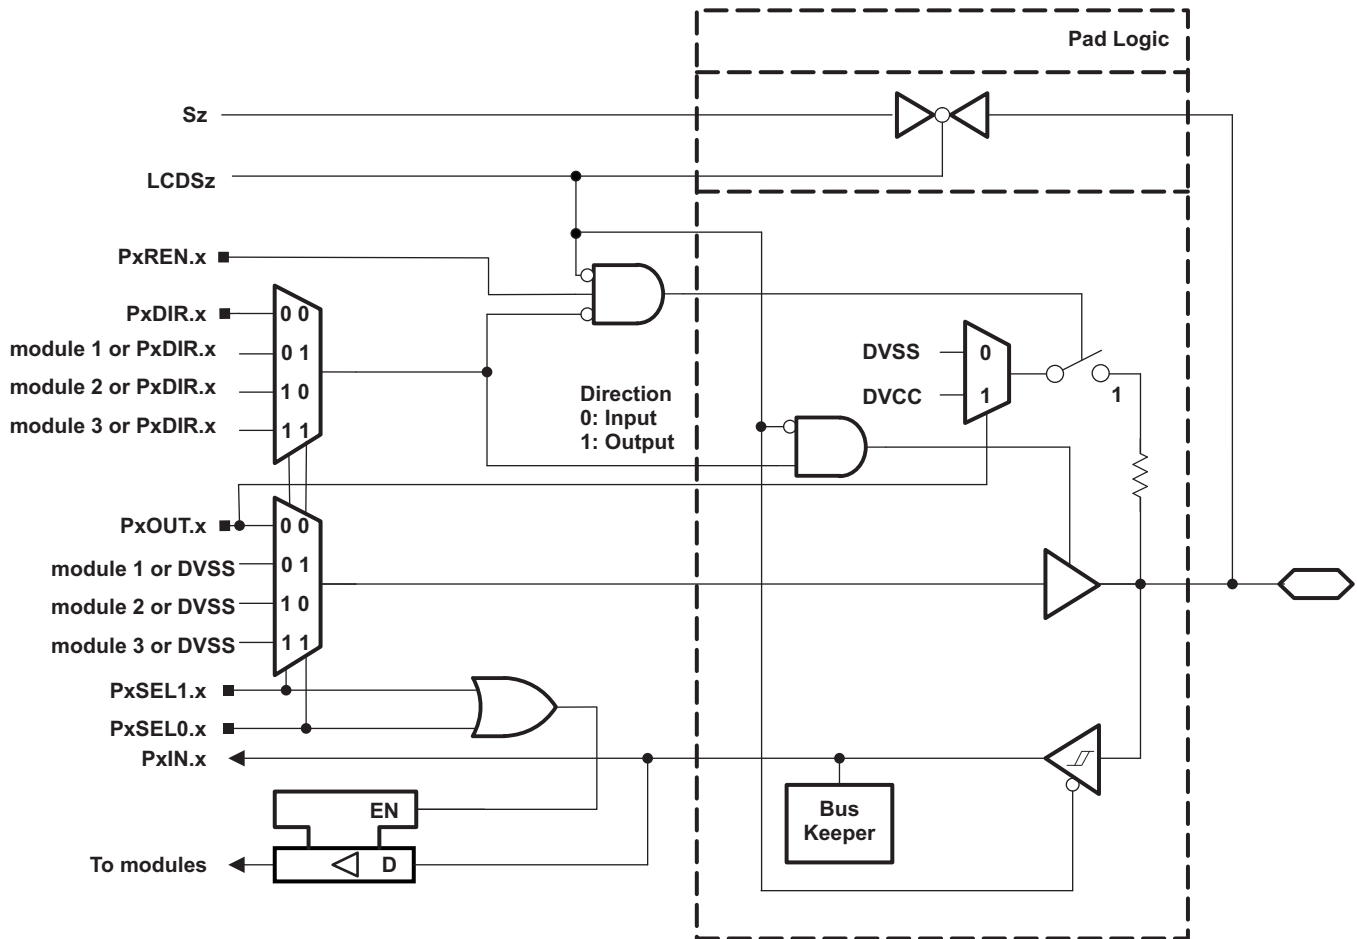 Pad Logic
Sz
LCDSz
PxREN.x
PxDIR.x
0 0
module 1 or PxDIR.x
0 1
module 2 or PxDIR.x
1 0
module 3 or PxDIR.x
1 1
Direction
0: Input
1: Output
DVSS
0
DVCC
1
1
PxOUT.x
0 0
module 1 or DVSS
0 1
module 2 or DVSS
1 0
module 3 or DVSS
1 1
PxSEL1.x
PxSEL0.x
PxIN.x
Bus
Keeper
EN
To modules
D